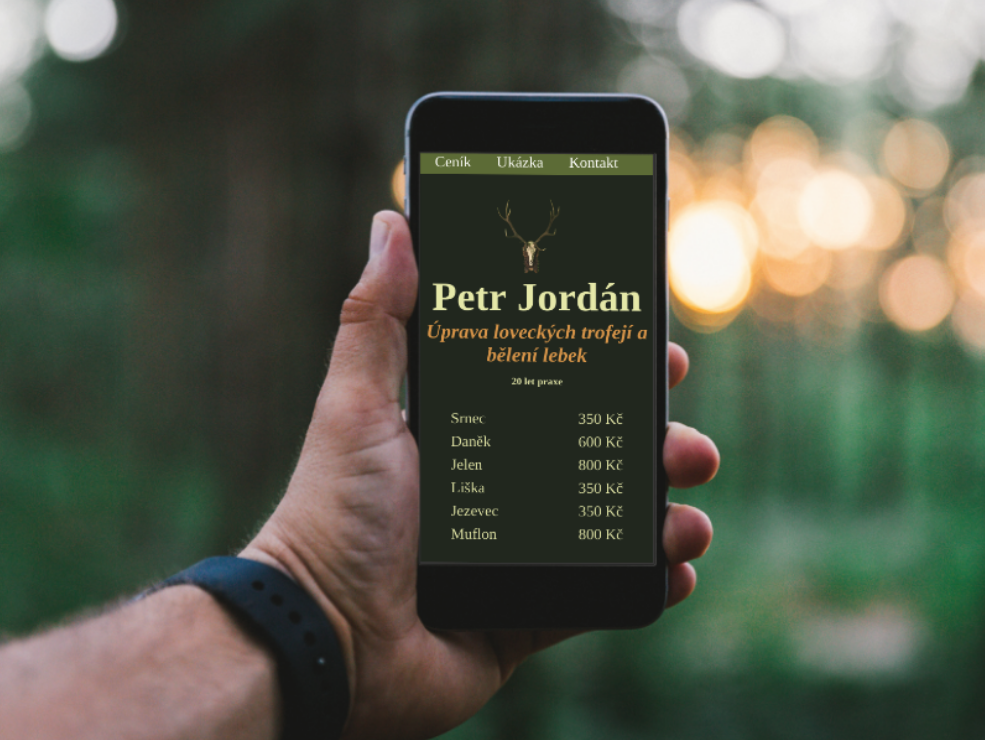 Ceník Ukázka Kontakt
Petr Jordán
Úprava loveckých trofejí a
bělení lebek
20 let praxe
Srnec 350 Kč
Daněk 600 Kč
Jelen 800 Kč
Liška 350 Kč
Jezevec 350 Kč
Muflon 800 Kč